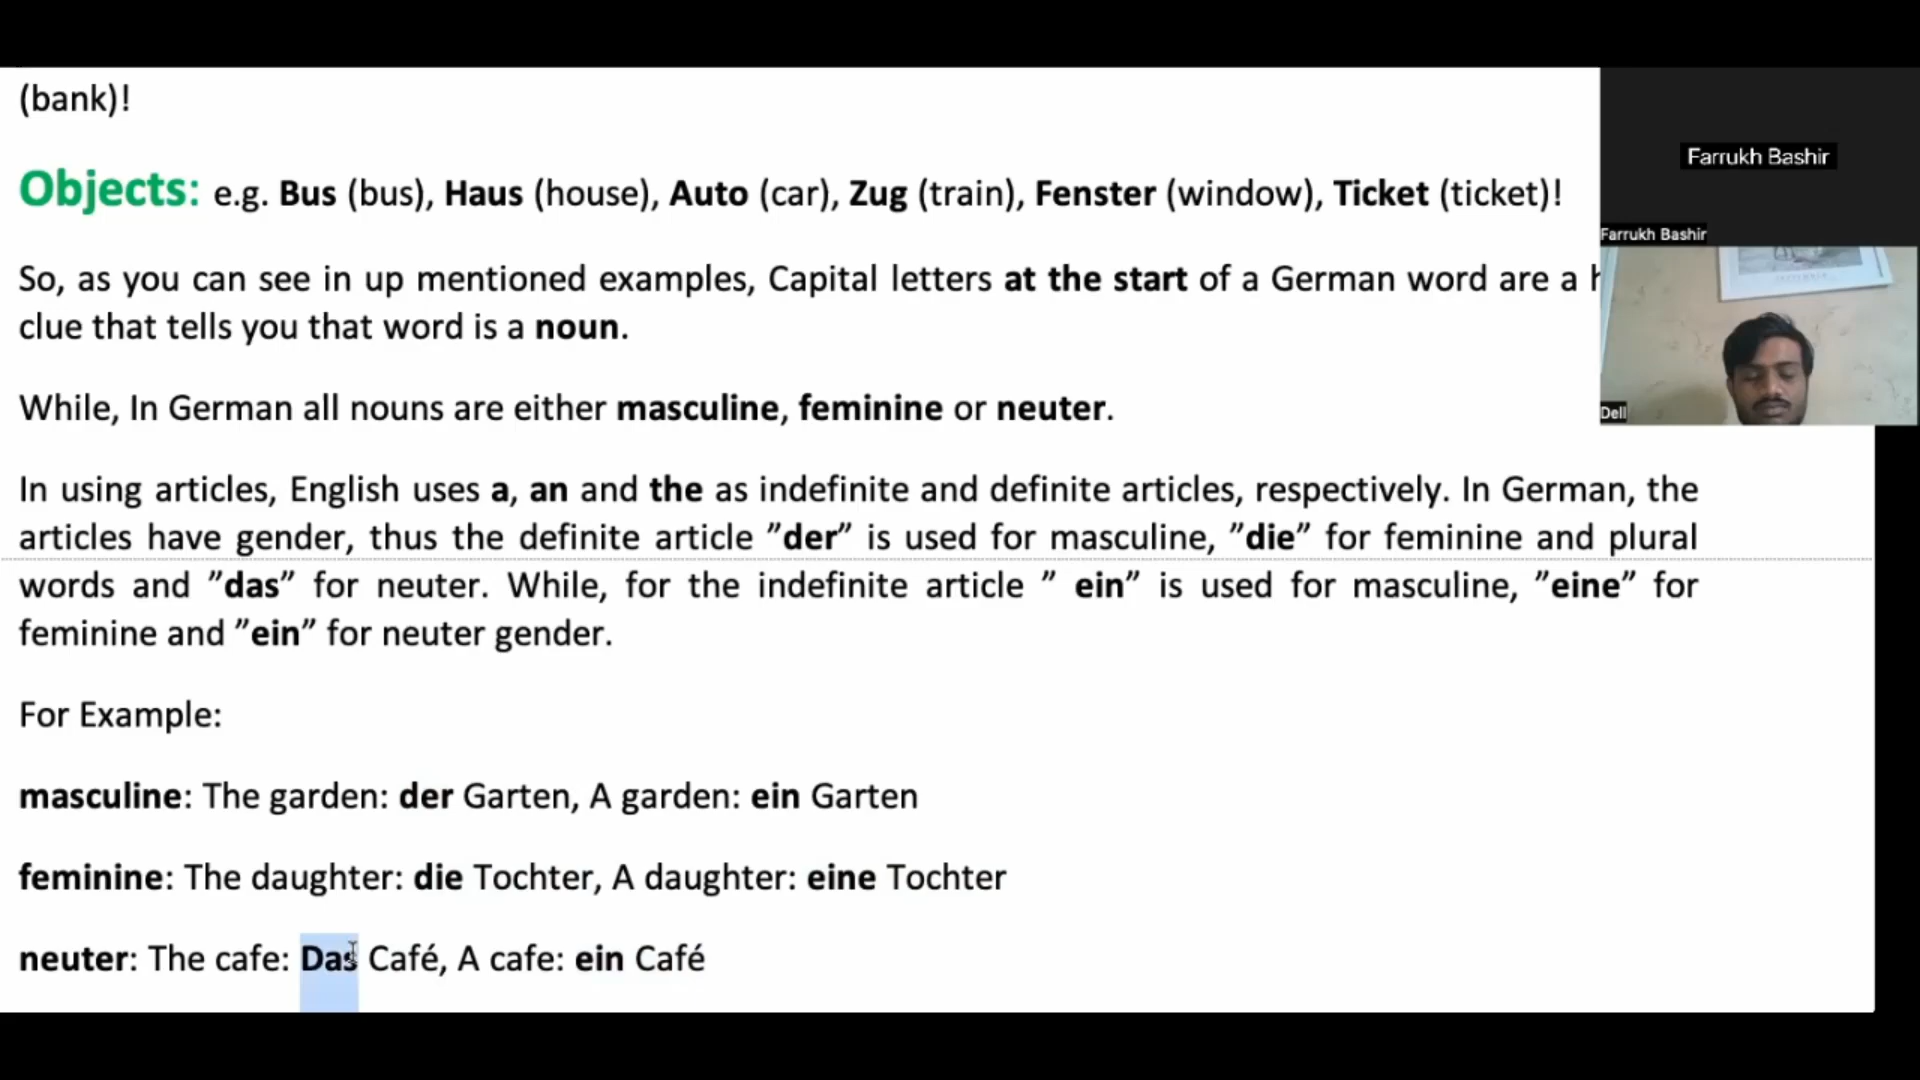 (bank)!
Objects: e.g. Bus (bus), Haus (house), Auto (car), Zug (train), Fenster (window), Ticket (ticket)!
So, as you can see in up mentioned examples, Capital letters at the start of a German word are a
clue that tells you that word is a noun.
While, In German all nouns are either masculine, feminine or neuter.
In using articles, English uses a, an and the as indefinite and definite articles, respectively. In German, the
articles have gender, thus the definite article ”der” is used for masculine, ”die” for feminine and plural
words and ”das” for neuter. While, for the indefinite article ” ein” is used for masculine, ”eine” for
feminine and ”ein” for neuter gender.
For Example:
masculine: The garden: der Garten, A garden: ein Garten
feminine: The daughter: die Tochter, A daughter: eine Tochter
neuter: The cafe: Das Café, A cafe: ein Café
Farrukh Bashir
Farrukh Bashir
Dell